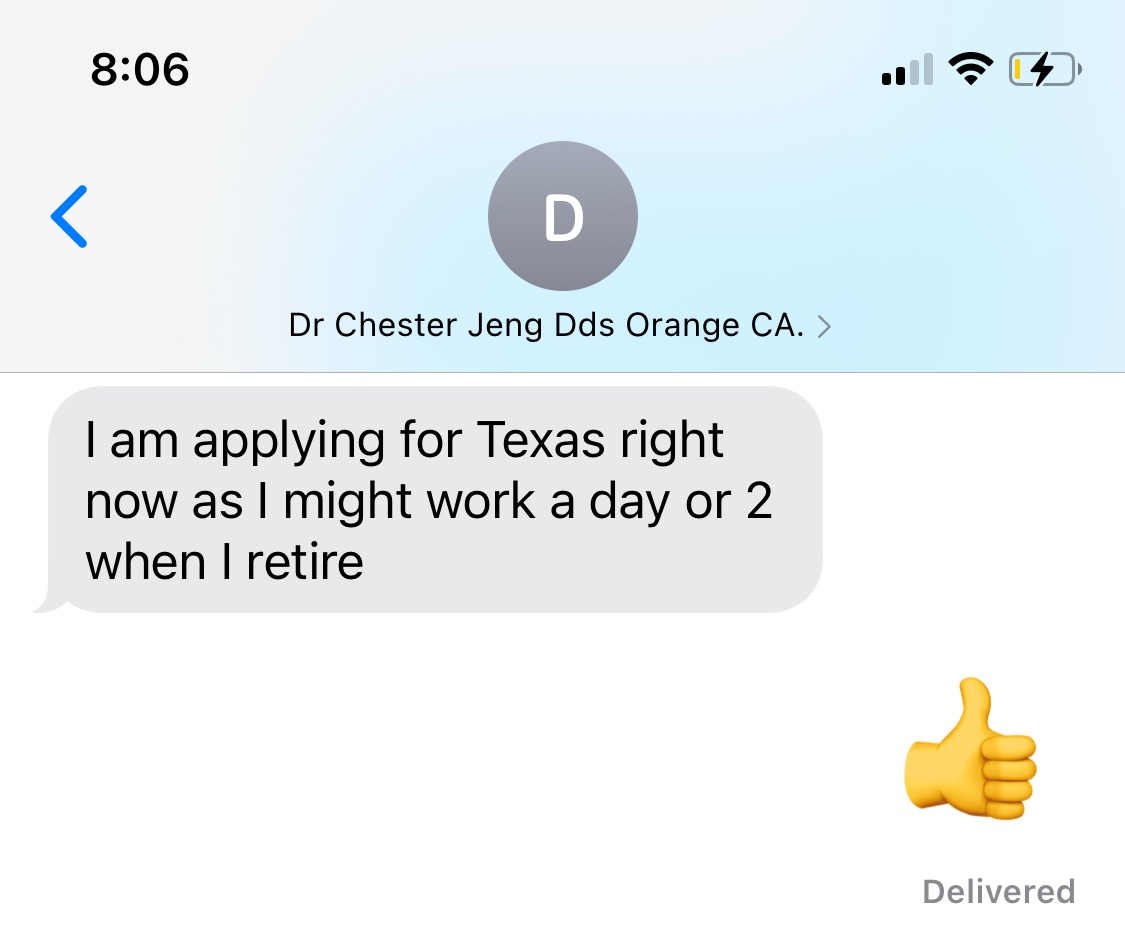 8:06
D
Dr Chester Jeng Dds Orange CA.
I am applying for Texas right
now as I might work a day or 2
when I retire
Delivered